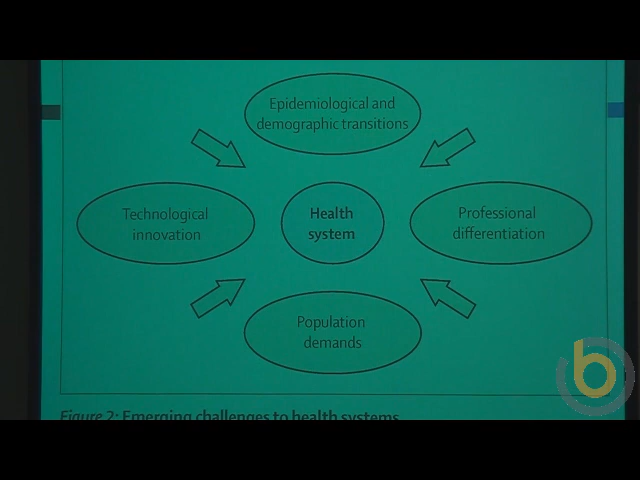 Epidemiological and
demographic transitions
Technological
innovation
Health
system
Professional
differentiation
Population
demands
Figure 2: Emerging challenges to health systems
b